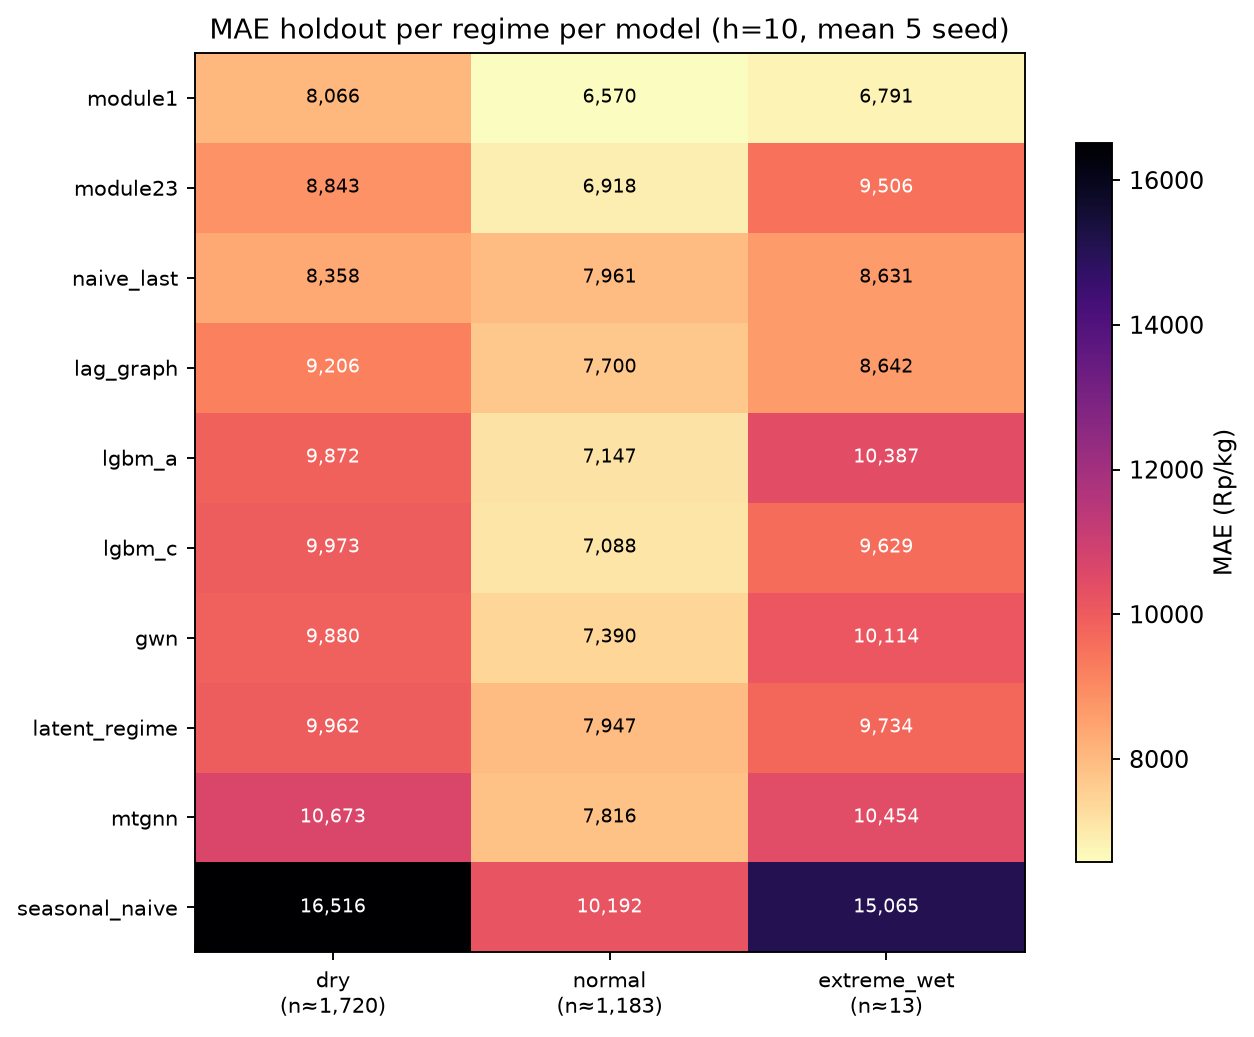 MAE holdout per regime per model (h=10, mean 5 seed)
module1 8,066 6,570 6,791
module23 8,843 6,918 9,506
naive_last 8,358 7,961 8,631
lag_graph 9,206 7,700 8,642
lgbm_a 9,872 7,147 10,387
lgbm_c 9,973 7,088 9,629
gwn 9,880 7,390 10,114
latent_regime 9,962 7,947 9,734
mtgnn 10,673 7,816 10,454
seasonal_naive 16,516 10,192 15,065
dry normal extreme_wet
(n≈1,720) (n≈1,183) (n≈13)
16000
14000
12000
10000
8000
MAE (Rp/kg)